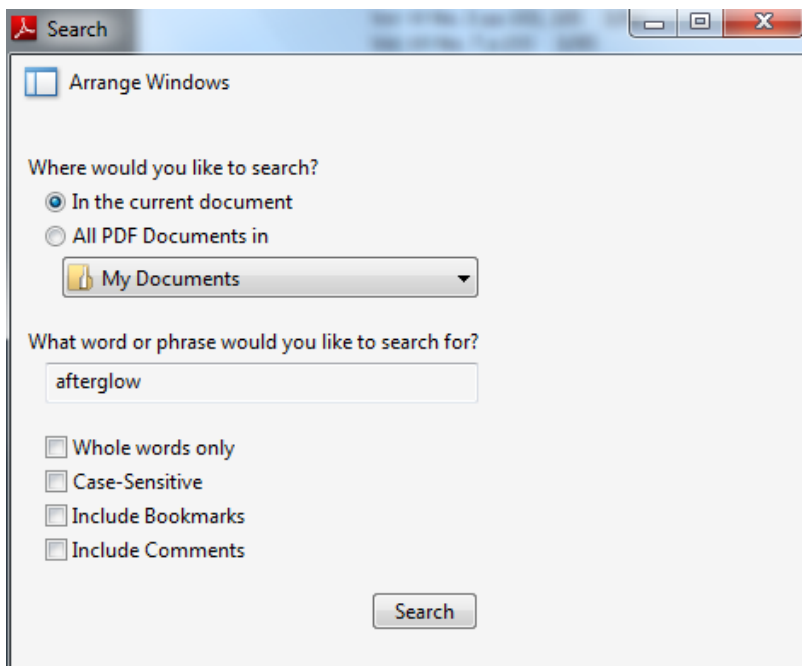 Search
Arrange Windows
Where would you like to search?
In the current document
All PDF Documents in
My Documents
What word or phrase would you like to search for?
afterglow
Whole words only
Case-Sensitive
Include Bookmarks
Include Comments
Search